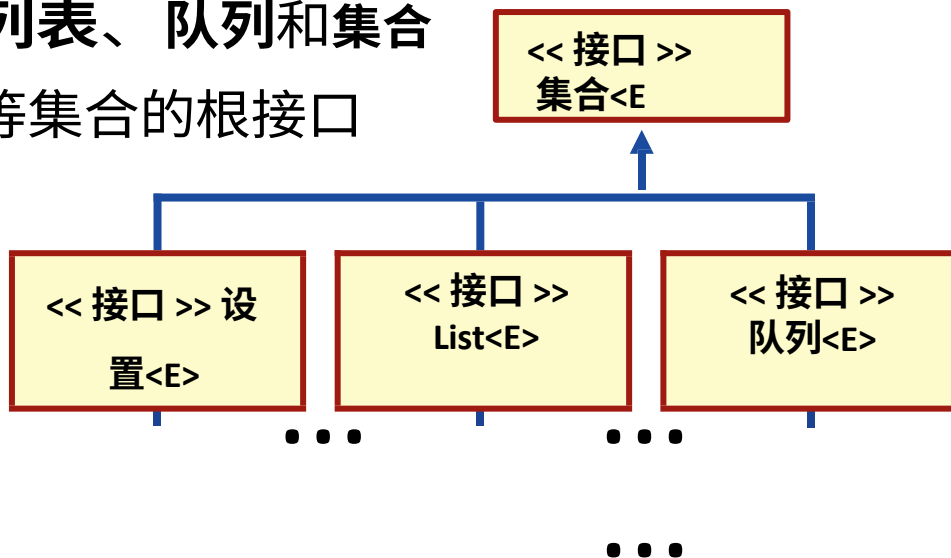 列表、队列和集合
等集合的根接口
<< 接口 >>
集合<E
<< 接口 >> 设
置<E>
<< 接口 >>
List<E>
<< 接口 >>
队列<E>
...
...
...